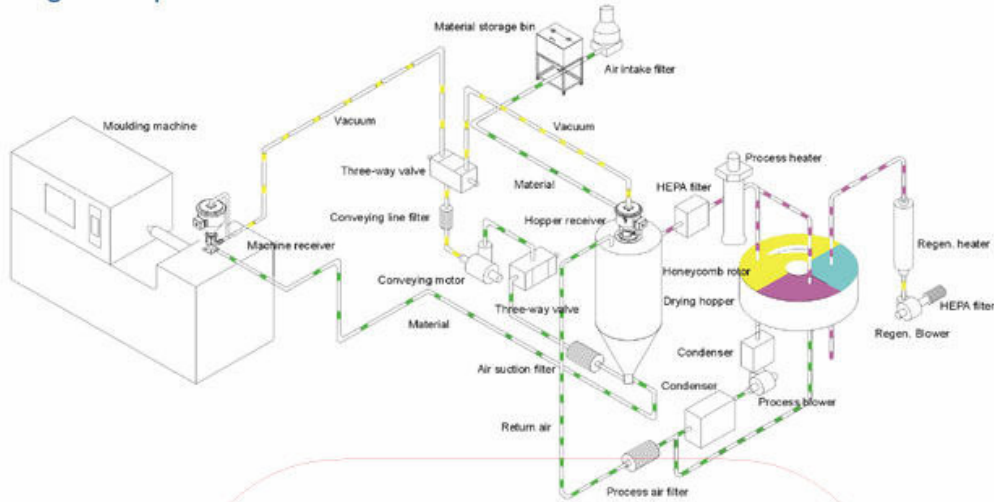 Material storage bin
Air intake filter
Moulding machine
Vacuum
Vacuum
Process heater
Three-way valve
Material
HEPA filter
Conveying line filter
Hopper receiver
Machine receiver
Regen. heater
Honeycomb rotor
Conveying motor
Drying hopper
HEPA filter
Three-way valve
Material
Regen. Blower
Condenser
Air suction filter
Condenser
Process blower
Return air
Process air filter